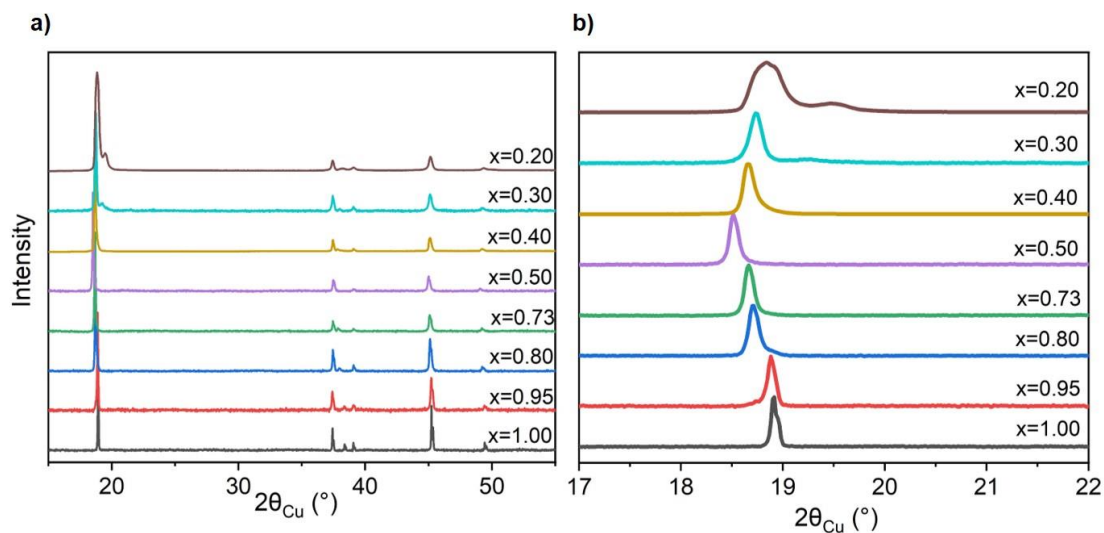 a)
Intensity
x=0.20
x=0.30
x=0.40
x=0.50
x=0.73
x=0.80
x=0.95
x=1.00
20 30 40 50
2θCu (°)
b)
x=0.20
x=0.30
x=0.40
x=0.50
x=0.73
x=0.80
x=0.95
x=1.00
17 18 19 20 21 22
2θCu (°)